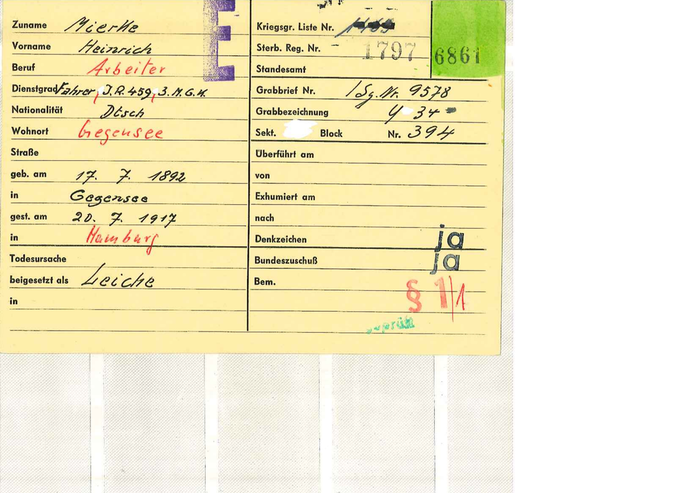 Zuname Mierke
Vorname Heinrich
Beruf Arbeiter
Dienstgrad Fahrer, J.R. 459, 3. M.G.K.
Nationalität Dtsch
Wohnort Gegensee
Straße
geb. am 17. 7. 1892
in Gegensee
gest. am 20. 7. 1917
in Hamburg
Todesursache
beigesetzt als Leiche
in
E
Kriegsgr. Liste Nr.
Sterb. Reg. Nr. 1797 6861
Standesamt
Grabbrief Nr. / Sg. Nr. 9578
Grabbezeichnung Y 34
Sekt. Block Nr. 394
Überführt am
von
Exhumiert am
nach
Denkzeichen ja
Bundeszuschuß ja
Bem.
§ 1/1